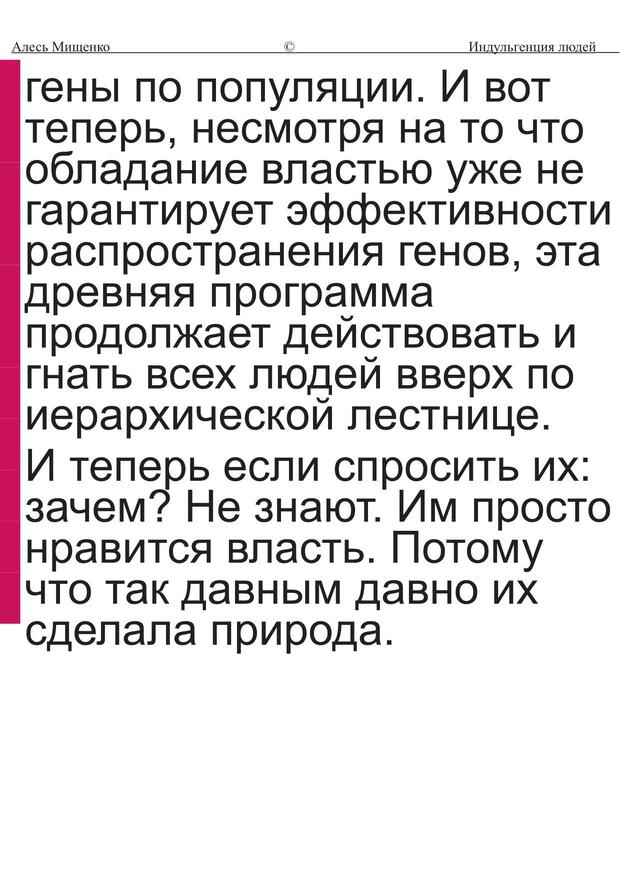 Алесь Мищенко © Индульгенция людей
гены по популяции. И вот
теперь, несмотря на то что
обладание властью уже не
гарантирует эффективности
распространения генов, эта
древняя программа
продолжает действовать и
гнать всех людей вверх по
иерархической лестнице.
И теперь если спросить их:
зачем? Не знают. Им просто
нравится власть. Потому
что так давным давно их
сделала природа.